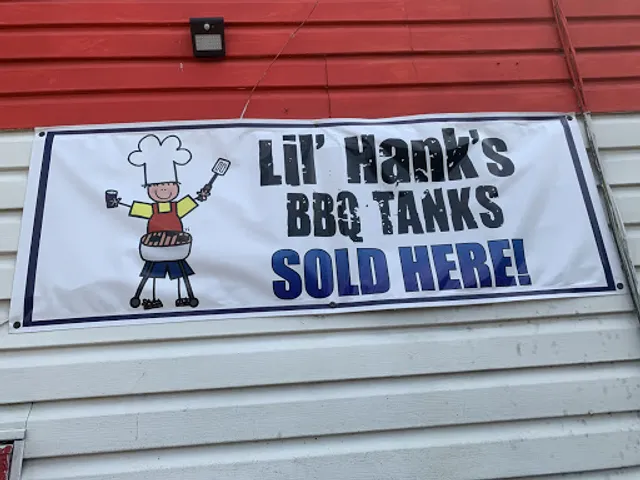 Lil' Hank's
BBQ TANKS
SOLD HERE!